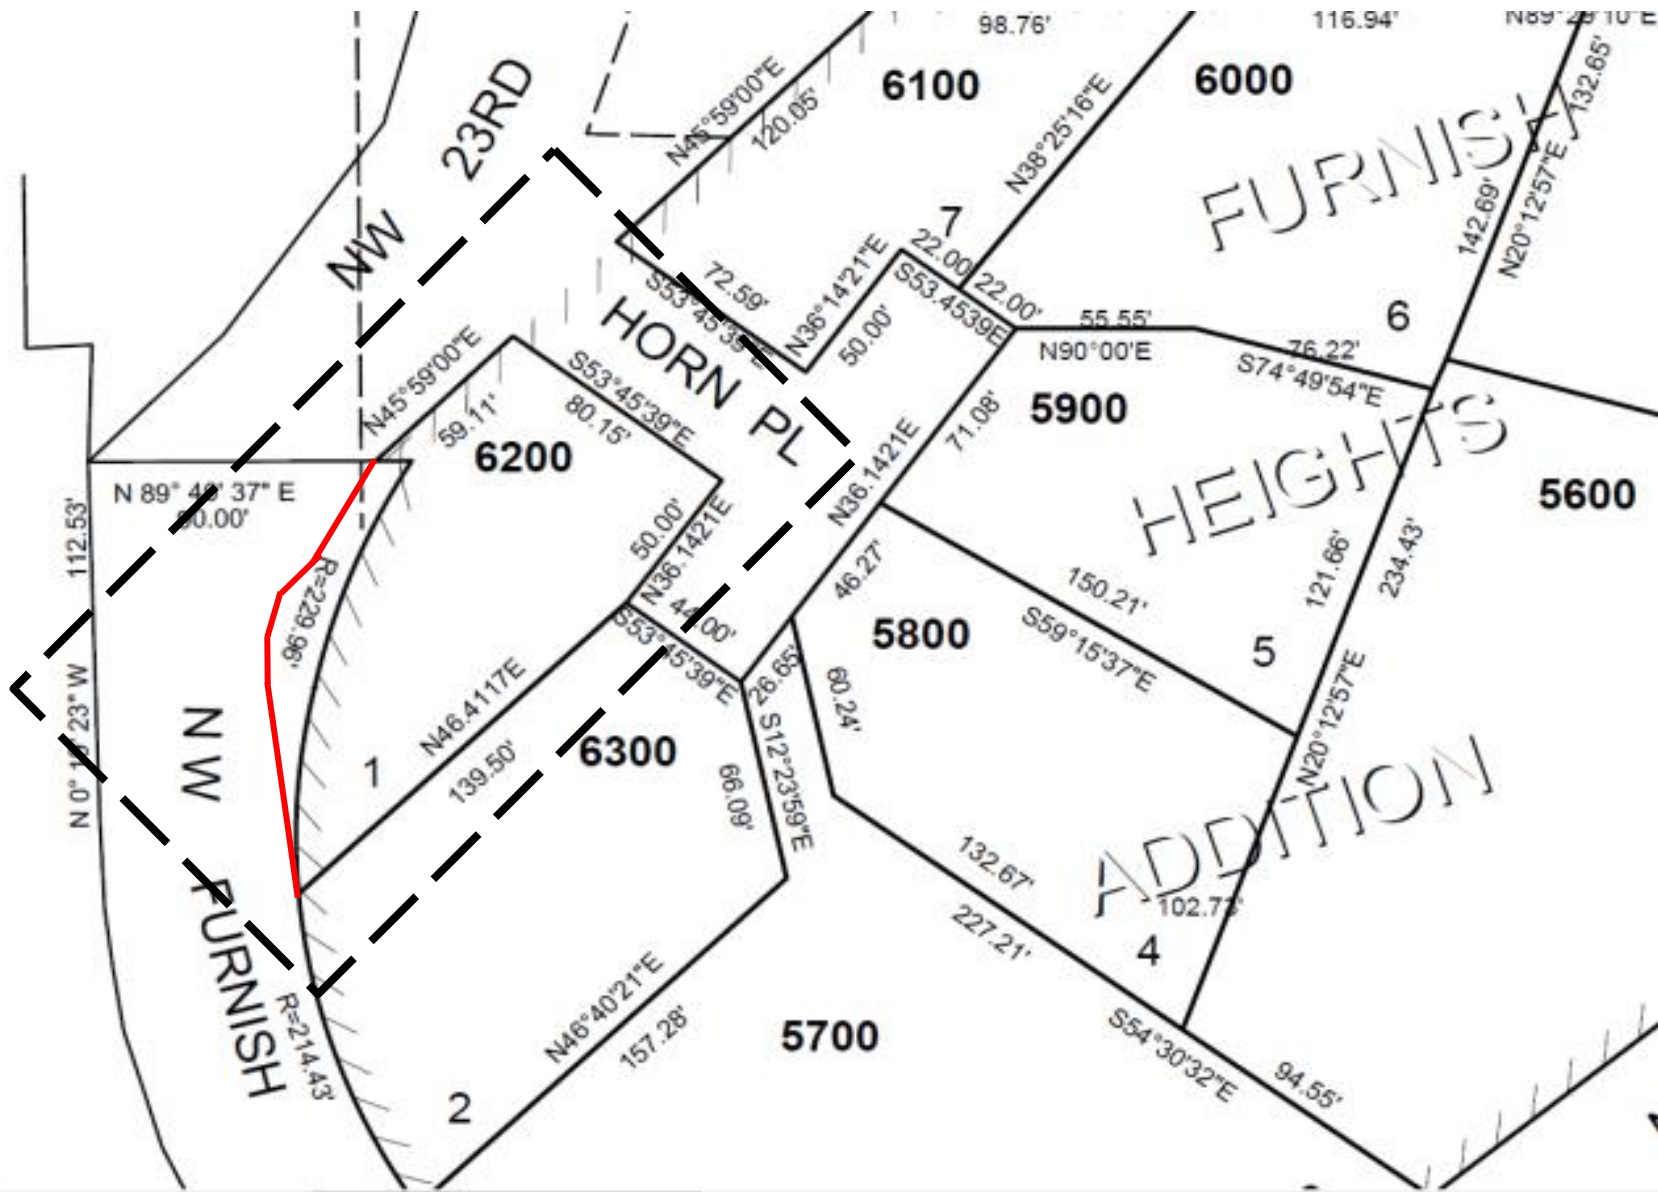 98.76'
116.94'
N89°29'10"E
132.65'
6100
6000
23RD
NW
N45°59'00"E
120.05'
N38°25'16"E
FURNISH
7
142.69'
N20°12'57"E
22.00'
22.00'
S53.4539E
N36°14'21"E
50.00'
72.59'
S53°45'39"E
HORN PL
6
55.55'
N90°00'E
76.22'
S74°49'54"E
N45°59'00"E
59.11'
S53°45'39"E
80.15'
6200
5900
71.08'
N36.1421E
HEIGHTS
5600
N 89° 46' 37" E
90.00'
112.53'
50.00'
N36.1421E
46.27'
150.21'
S59°15'37"E
121.66'
234.43'
R=229.96'
44.00'
S53°45'39"E
5800
5
26.65'
60.24'
N46.4117E
139.50'
6300
1
S12°23'59"E
66.09'
N20°12'57"E
NW
FURNISH
ADDITION
102.73'
132.67'
227.21'
4
N46°40'21"E
157.28'
5700
R=214.43'
2
S54°30'32"E
94.55'